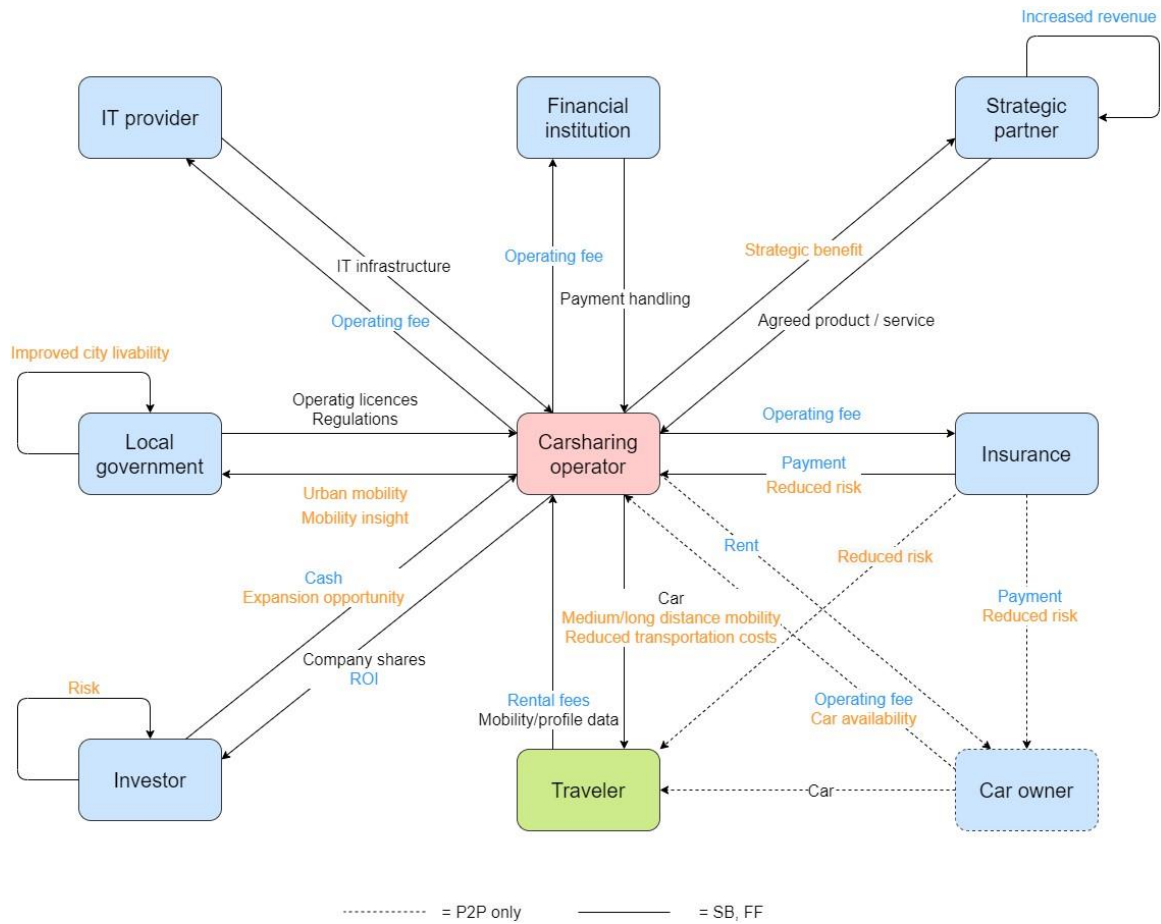 Increased revenue
IT provider
Financial
institution
Strategic
partner
IT infrastructure
Operating fee
Operating fee
Payment handling
Strategic benefit
Agreed product / service
Improved city livability
Local
government
Operatig licences
Regulations
Carsharing
operator
Operating fee
Insurance
Payment
Reduced risk
Urban mobility
Mobility insight
Rent
Reduced risk
Cash
Expansion opportunity
Car
Medium/long distance mobility
Reduced transportation costs
Payment
Reduced risk
Company shares
ROI
Risk
Rental fees
Mobility/profile data
Operating fee
Car availability
Investor
Traveler
Car
Car owner
= P2P only
= SB, FF